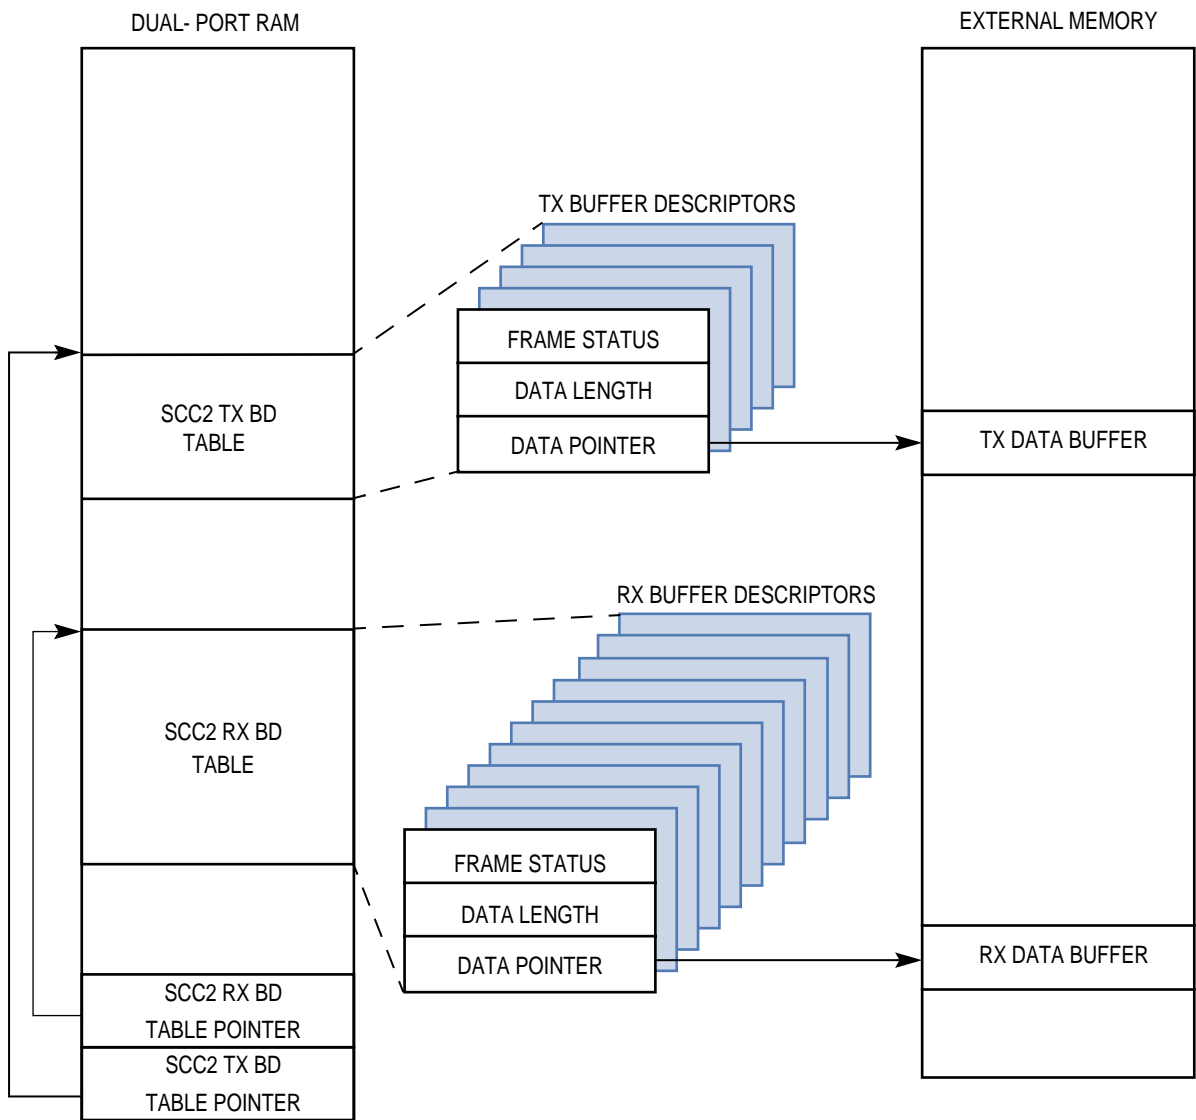 DUAL- PORT RAM
EXTERNAL MEMORY
TX BUFFER DESCRIPTORS
FRAME STATUS
DATA LENGTH
DATA POINTER
SCC2 TX BD
TABLE
TX DATA BUFFER
RX BUFFER DESCRIPTORS
SCC2 RX BD
TABLE
FRAME STATUS
DATA LENGTH
DATA POINTER
RX DATA BUFFER
SCC2 RX BD
TABLE POINTER
SCC2 TX BD
TABLE POINTER